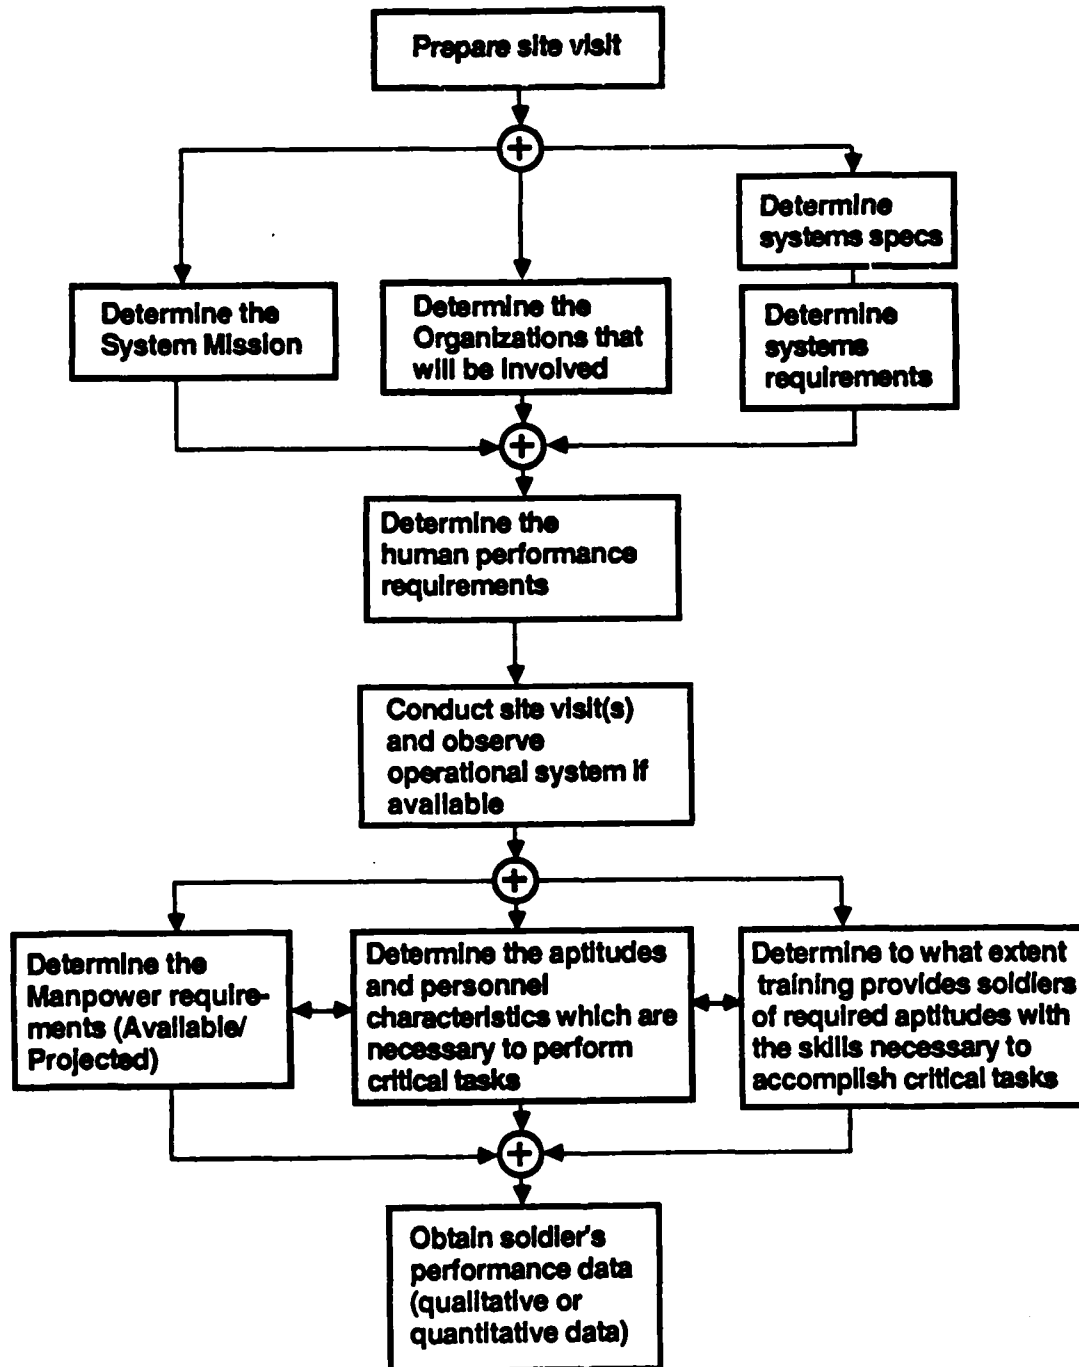 Prepare site visit
+
Determine
systems specs
Determine the
System Mission
Determine the
Organizations that
will be involved
Determine
systems
requirements
+
Determine the
human performance
requirements
Conduct site visit(s)
and observe
operational system if
available
+
Determine the
Manpower require-
ments (Available/
Projected)
Determine the aptitudes
and personnel
characteristics which are
necessary to perform
critical tasks
Determine to what extent
training provides soldiers
of required aptitudes with
the skills necessary to
accomplish critical tasks
+
Obtain soldier's
performance data
(qualitative or
quantitative data)